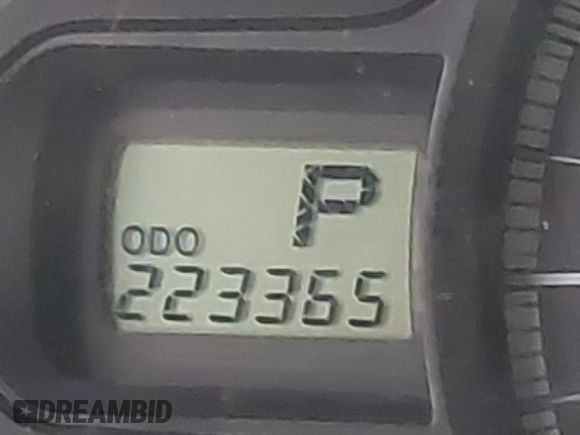 P
ODO
223365
DREAMBID